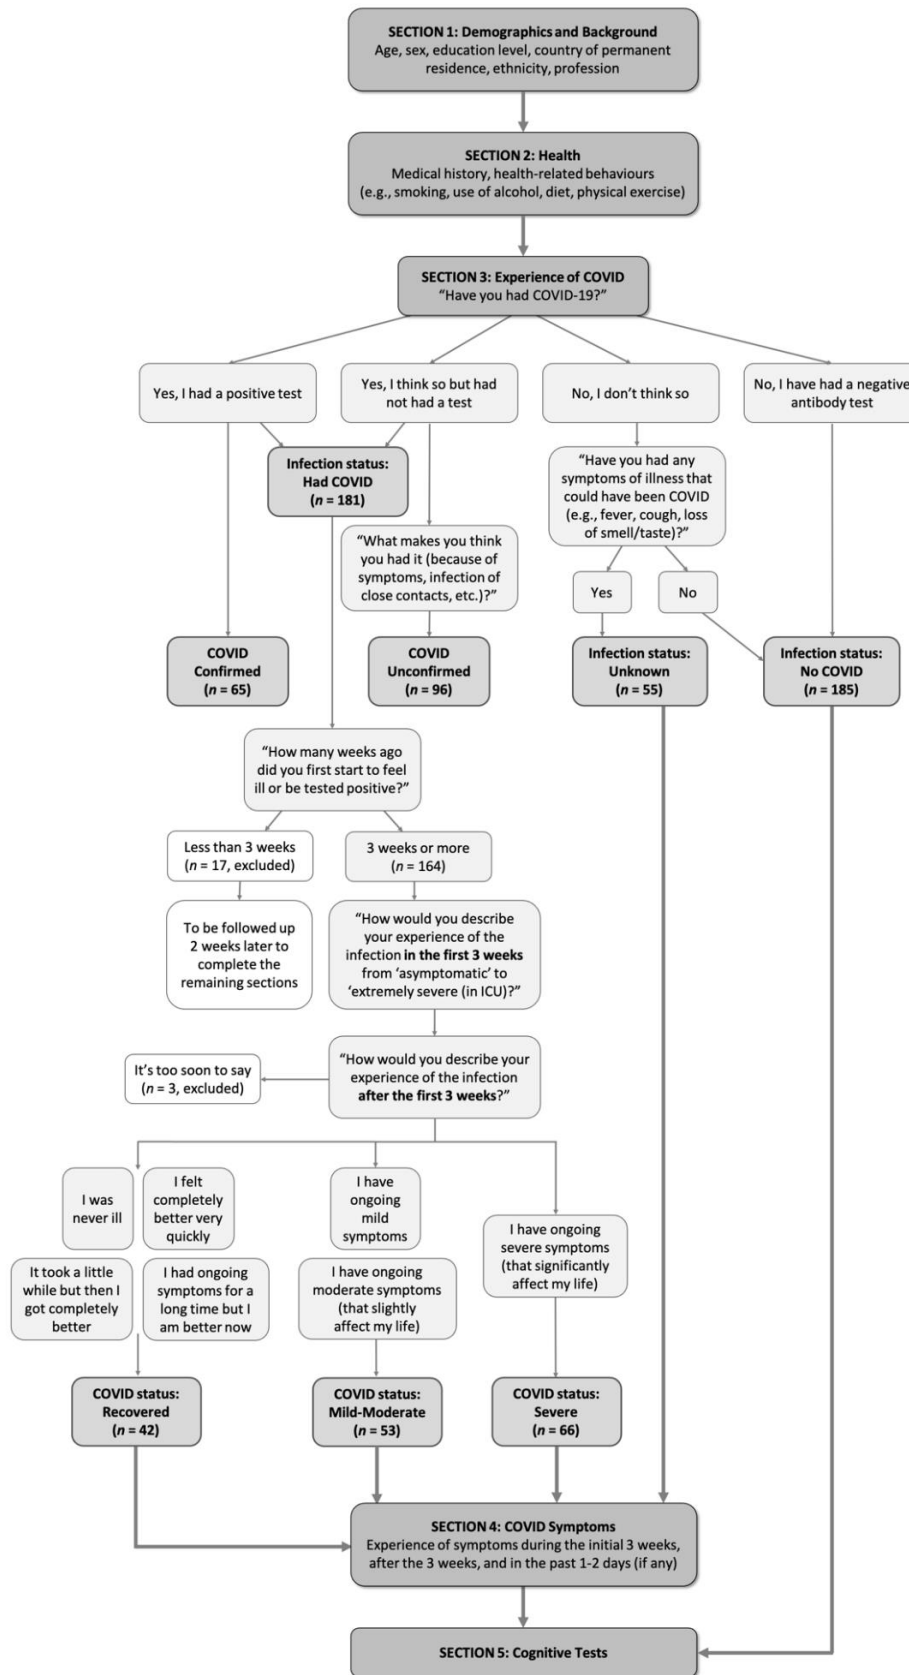 SECTION 1: Demographics and Background
Age, sex, education level, country of permanent
residence, ethnicity, profession
SECTION 2: Health
Medical history, health-related behaviours
(e.g., smoking, use of alcohol, diet, physical exercise)
SECTION 3: Experience of COVID
“Have you had COVID-19?”
Yes, I had a positive test
Yes, I think so but had
not had a test
No, I don’t think so
No, I have had a negative
antibody test
Infection status:
Had COVID
(n = 181)
“Have you had any
symptoms of illness that
could have been COVID
(e.g., fever, cough, loss
of smell/taste)?”
“What makes you think
you had it (because of
symptoms, infection of
close contacts, etc.)?”
Yes
No
COVID
Confirmed
(n = 65)
COVID
Unconfirmed
(n = 96)
Infection status:
Unknown
(n = 55)
Infection status:
No COVID
(n = 185)
“How many weeks ago
did you first start to feel
ill or be tested positive?”
Less than 3 weeks
(n = 17, excluded)
3 weeks or more
(n = 164)
To be followed up
2 weeks later to
complete the
remaining sections
“How would you describe
your experience of the
infection in the first 3 weeks
from ‘asymptomatic’ to
‘extremely severe (in ICU)?”
It’s too soon to say
(n = 3, excluded)
“How would you describe your
experience of the infection
after the first 3 weeks?”
I was
never ill
I felt
completely
better very
quickly
I have
ongoing
mild
symptoms
I have ongoing
severe symptoms
(that significantly
affect my life)
It took a little
while but then I
got completely
better
I had ongoing
symptoms for a
long time but I
am better now
I have ongoing
moderate symptoms
(that slightly
affect my life)
COVID status:
Recovered
(n = 42)
COVID status:
Mild-Moderate
(n = 53)
COVID status:
Severe
(n = 66)
SECTION 4: COVID Symptoms
Experience of symptoms during the initial 3 weeks,
after the 3 weeks, and in the past 1-2 days (if any)
SECTION 5: Cognitive Tests